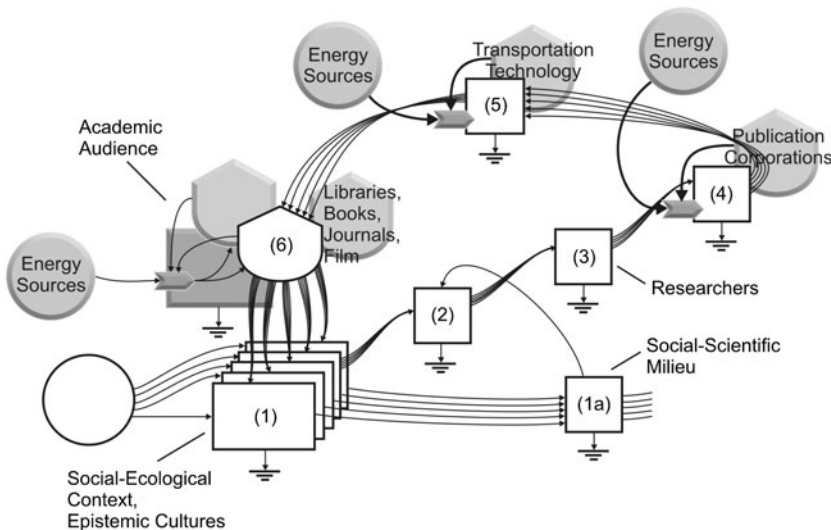 Energy
Sources
Transportation
Technology
Energy
Sources
(5)
Academic
Audience
Publication
Corporations
(4)
Libraries,
Books,
Journals,
Film
(6)
Energy
Sources
(3)
Researchers
(2)
Social-Scientific
Milieu
(1a)
(1)
Social-Ecological
Context,
Epistemic Cultures